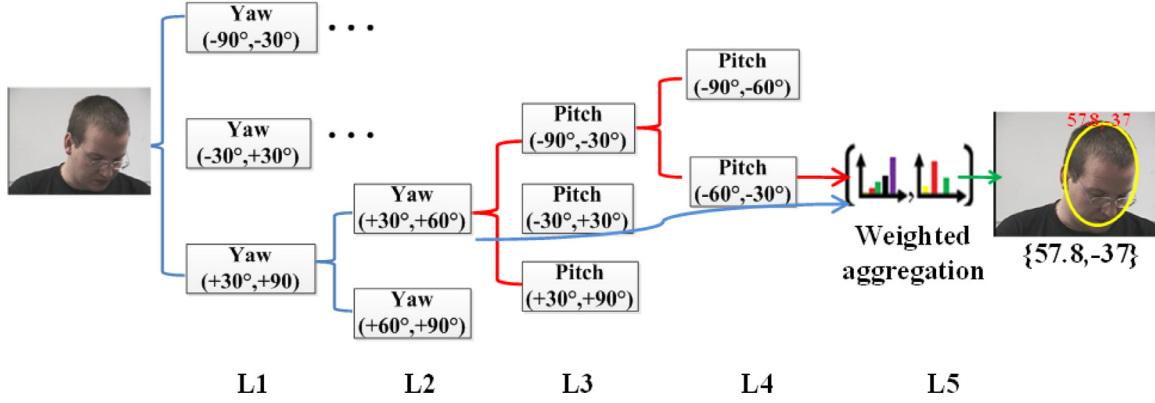 Yaw
(-90°,-30°)
• • •
Yaw
(-30°,+30°)
• • •
Yaw
(+30°,+90)
Yaw
(+30°,+60°)
Yaw
(+60°,+90°)
Pitch
(-90°,-30°)
Pitch
(-30°,+30°)
Pitch
(+30°,+90°)
Pitch
(-90°,-60°)
Pitch
(-60°,-30°)
( , )
Weighted
aggregation
57.8,-37
{57.8,-37}
L1 L2 L3 L4 L5